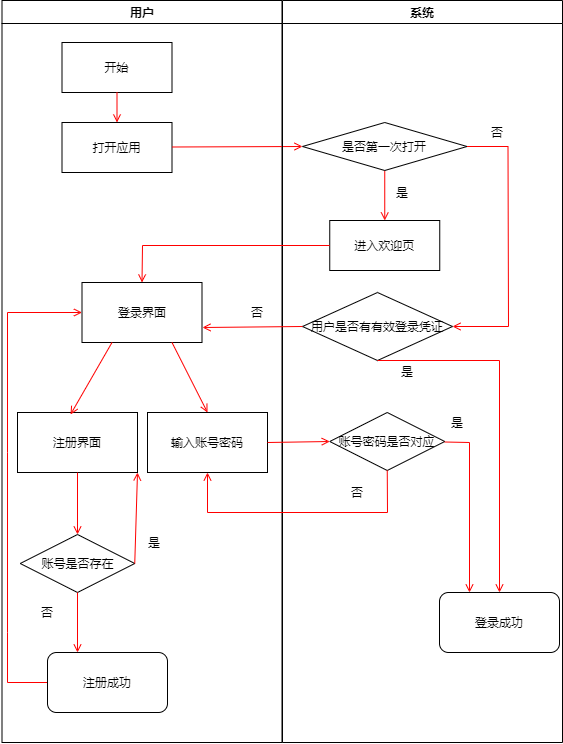 用户
系统
开始
打开应用
是否第一次打开
否
是
进入欢迎页
登录界面
否
用户是否有有效登录凭证
是
注册界面
输入账号密码
账号密码是否对应
是
否
账号是否存在
是
否
登录成功
注册成功